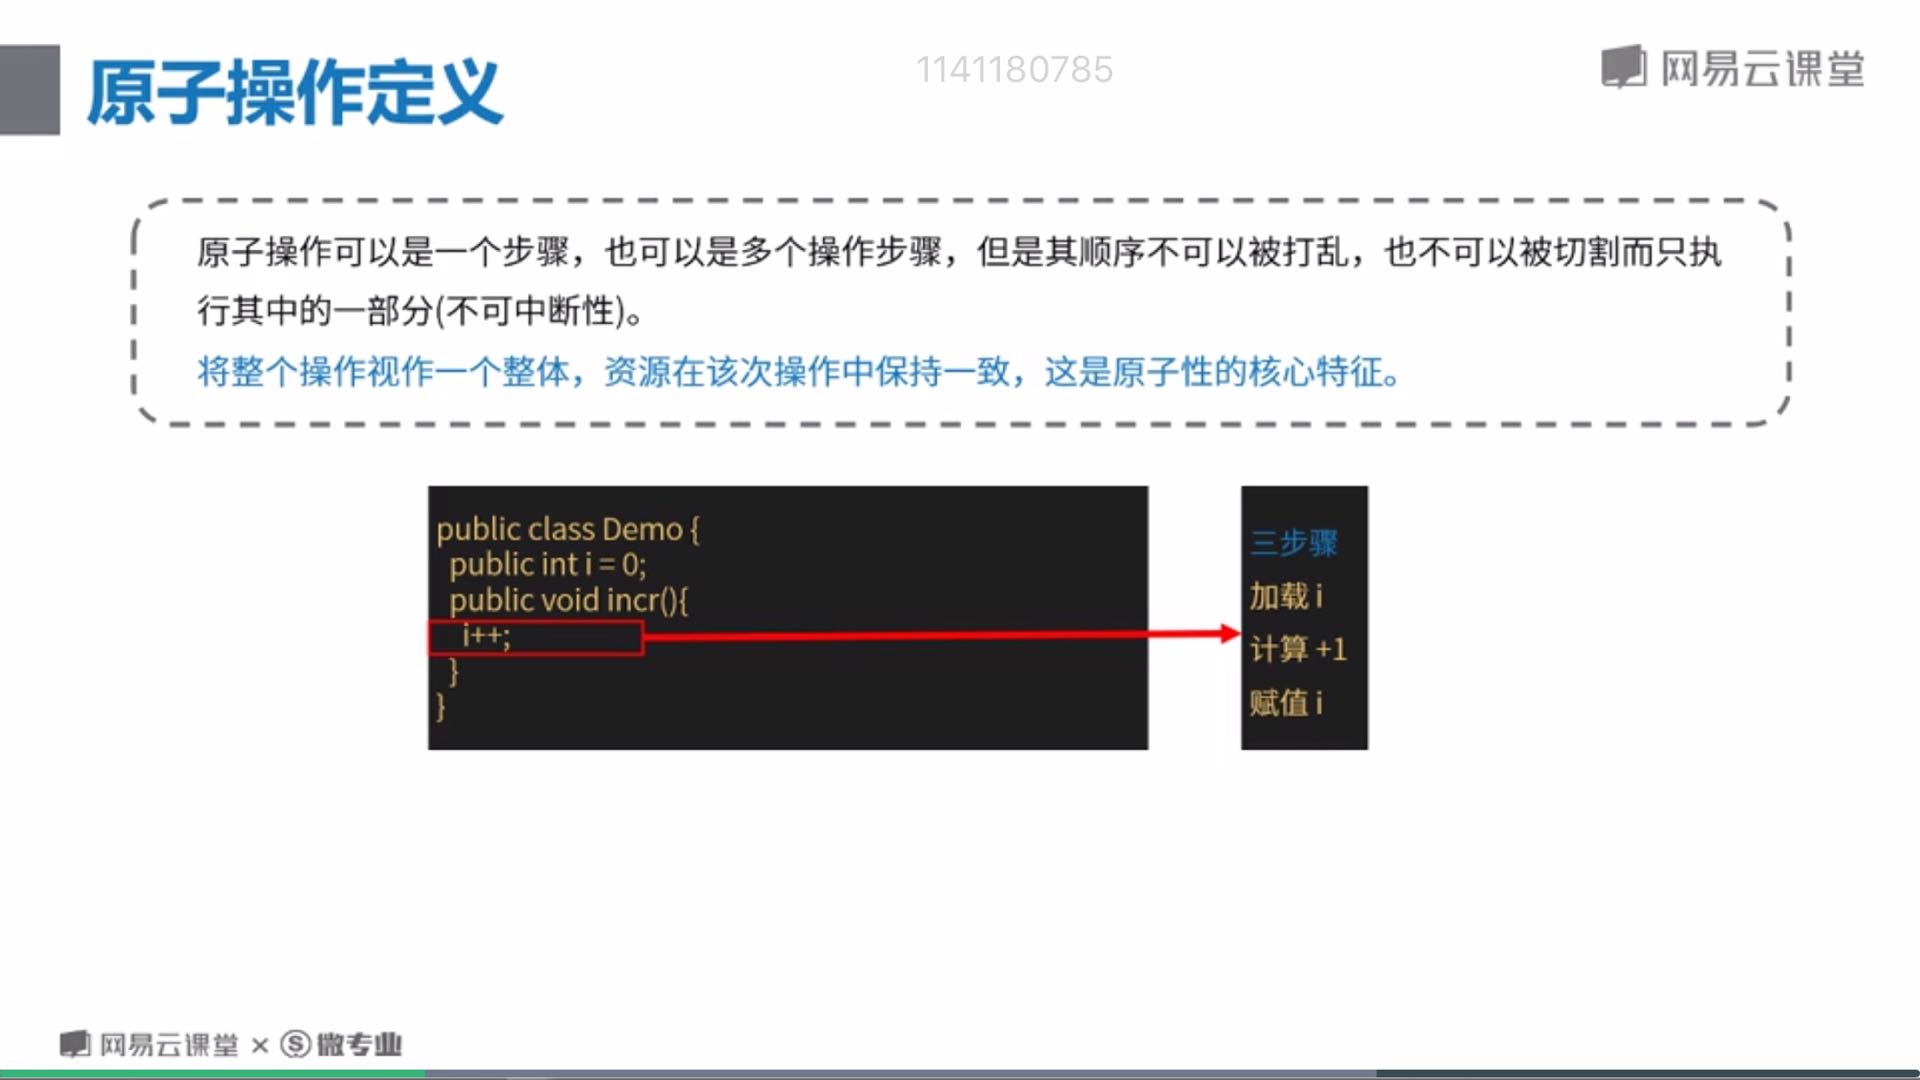 原子操作定义
1141180785
网易云课堂
原子操作可以是一个步骤，也可以是多个操作步骤，但是其顺序不可以被打乱，也不可以被切割而只执
行其中的一部分(不可中断性)。
将整个操作视作一个整体，资源在该次操作中保持一致，这是原子性的核心特征。
public class Demo {
public int i = 0;
public void incr(){
i++;
}
}
三步骤
加载 i
计算 +1
赋值 i
网易云课堂 × S 微专业